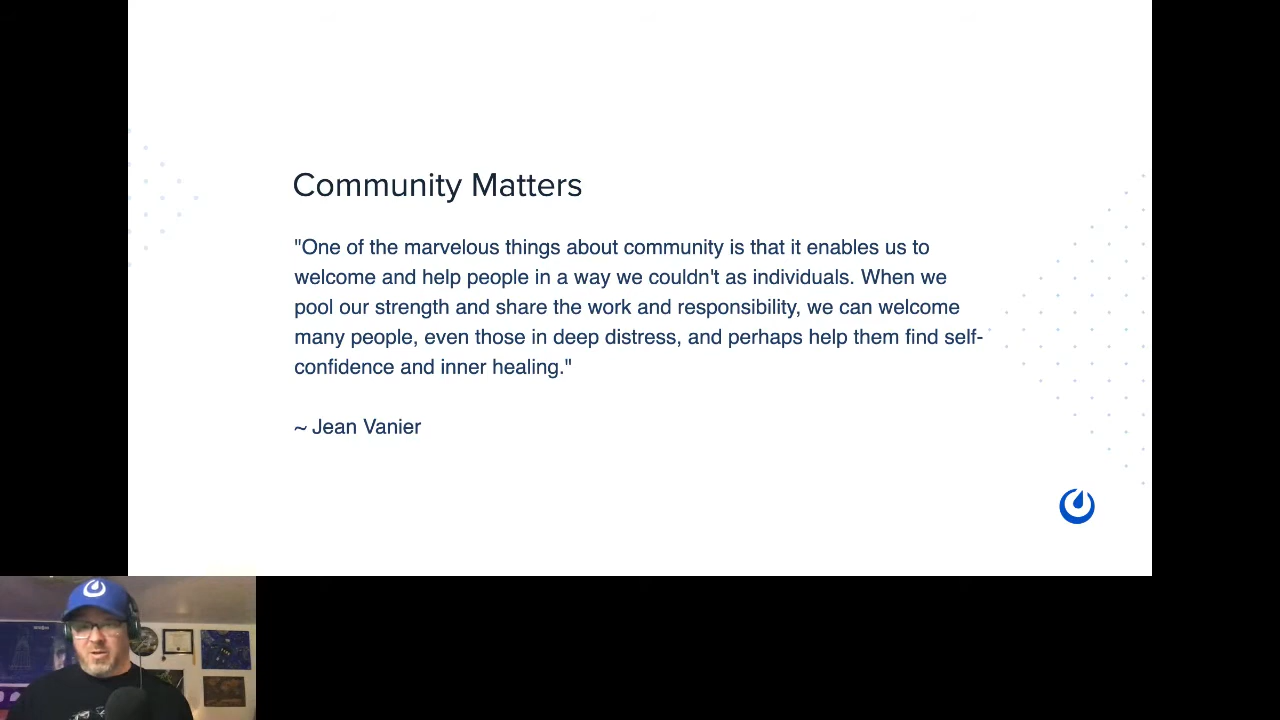 Community Matters
"One of the marvelous things about community is that it enables us to
welcome and help people in a way we couldn't as individuals. When we
pool our strength and share the work and responsibility, we can welcome
many people, even those in deep distress, and perhaps help them find self-
confidence and inner healing."
~ Jean Vanier